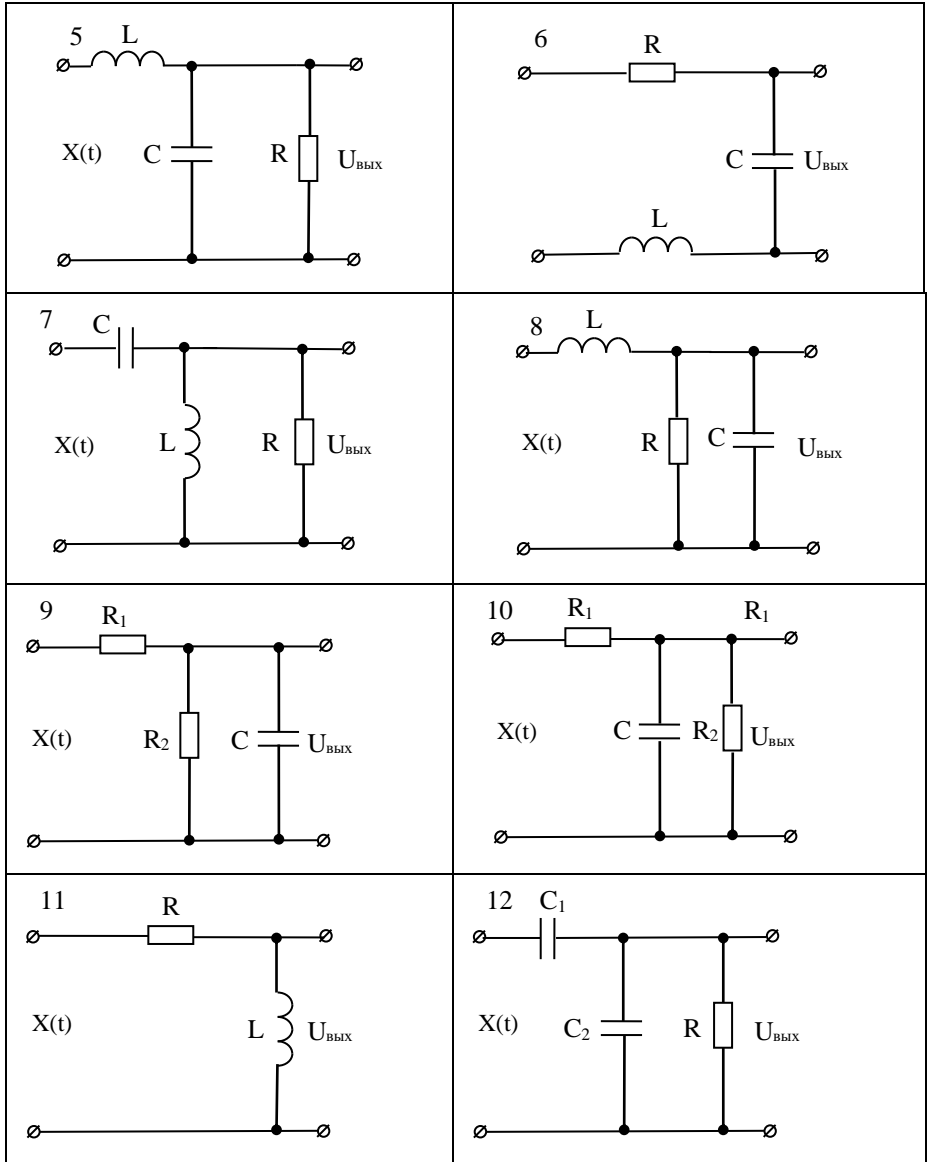 5 L
X(t) C R Uвых
6 R
C Uвых
L
7 C
X(t) L R Uвых
8 L
X(t) R C Uвых
9 R₁
X(t) R₂ C Uвых
10 R₁ R₁
X(t) C R₂ Uвых
11 R
X(t) L Uвых
12 C₁
X(t) C₂ R Uвых